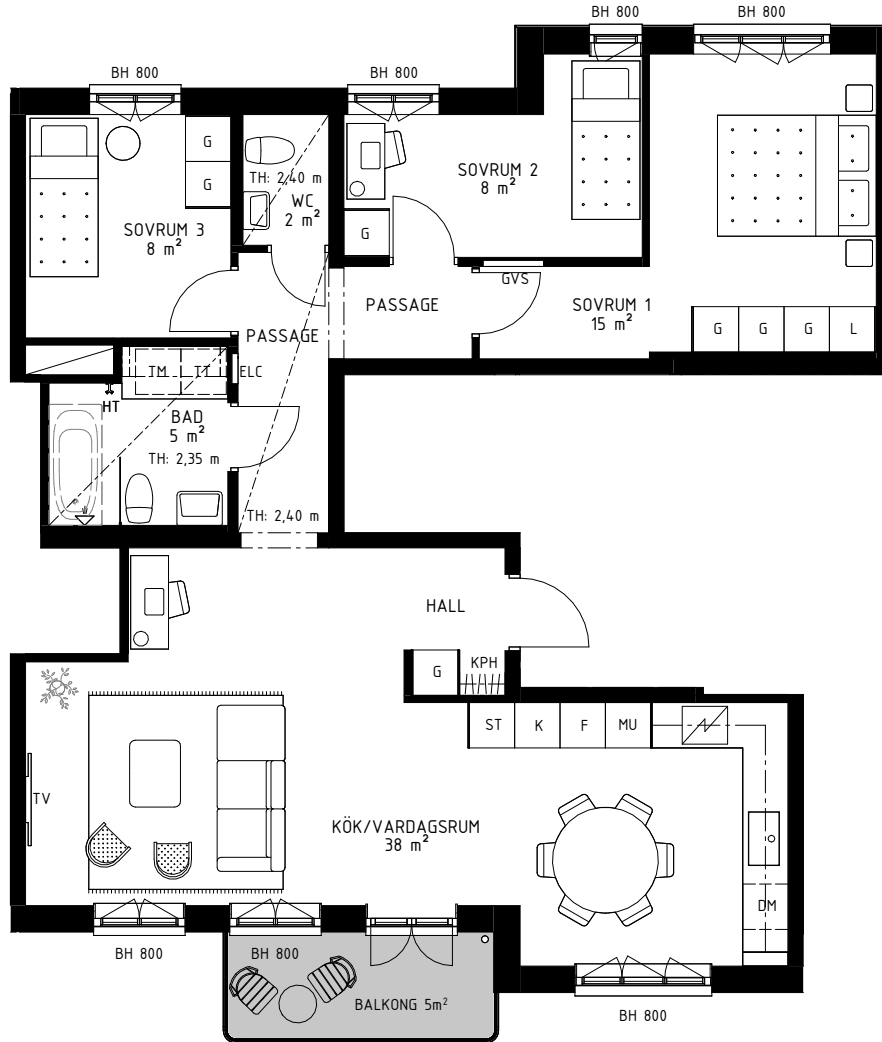 BH 800
BH 800
BH 800
BH 800
G
G
TH: 2,40 m
WC
2 m²
SOVRUM 2
8 m²
SOVRUM 3
8 m²
G
GVS
PASSAGE
SOVRUM 1
15 m²
PASSAGE
G
G
G
L
TM
TT
ELC
HT
BAD
5 m²
TH: 2,35 m
TH: 2,40 m
HALL
G
KPH
ST
K
F
MU
TV
KÖK/VARDAGSRUM
38 m²
DM
BH 800
BH 800
BALKONG 5m²
BH 800